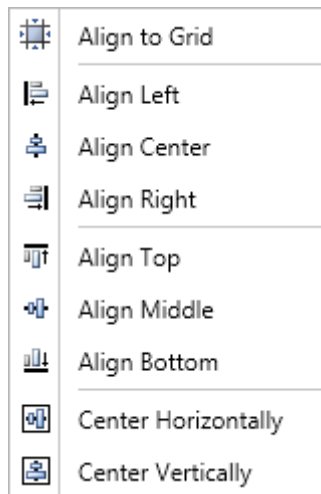 Align to Grid
Align Left
Align Center
Align Right
Align Top
Align Middle
Align Bottom
Center Horizontally
Center Vertically